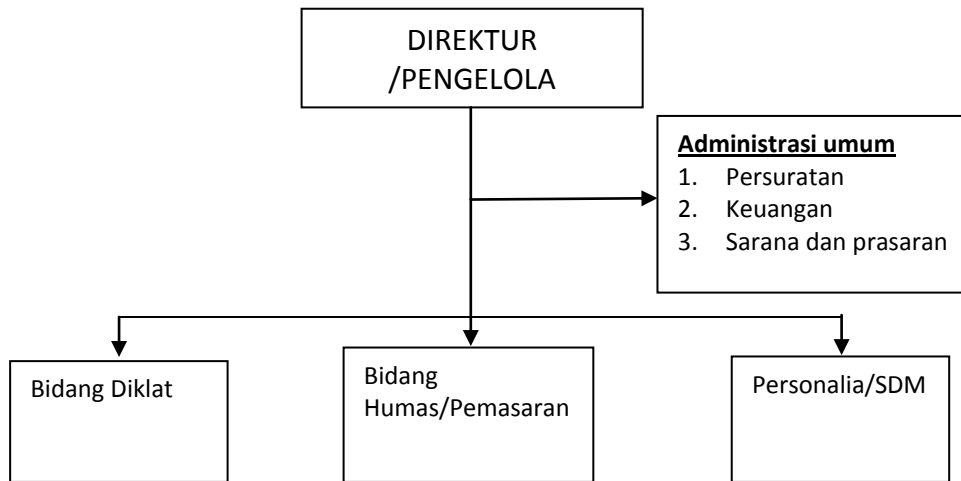 DIREKTUR
/PENGELOLA
Administrasi umum
1. Persuratan
2. Keuangan
3. Sarana dan prasaran
Bidang Diklat
Bidang
Humas/Pemasaran
Personalia/SDM